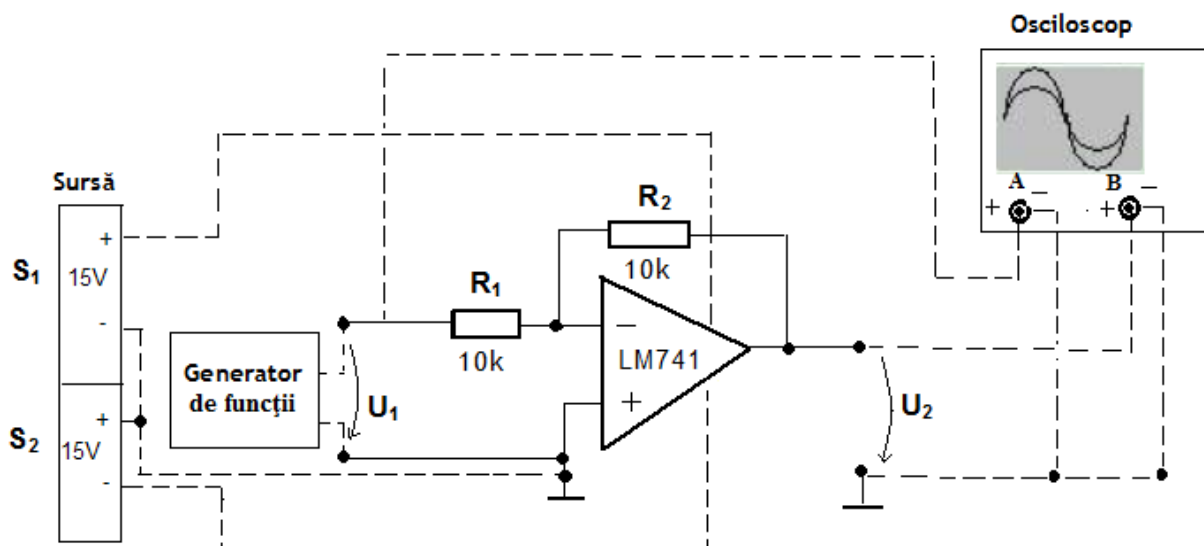 Osciloscop
A
B
+
−
+
−
Sursă
S1
+
15V
-
S2
+
15V
-
Generator
de funcții
U1
R1
10k
R2
10k
−
LM741
+
U2